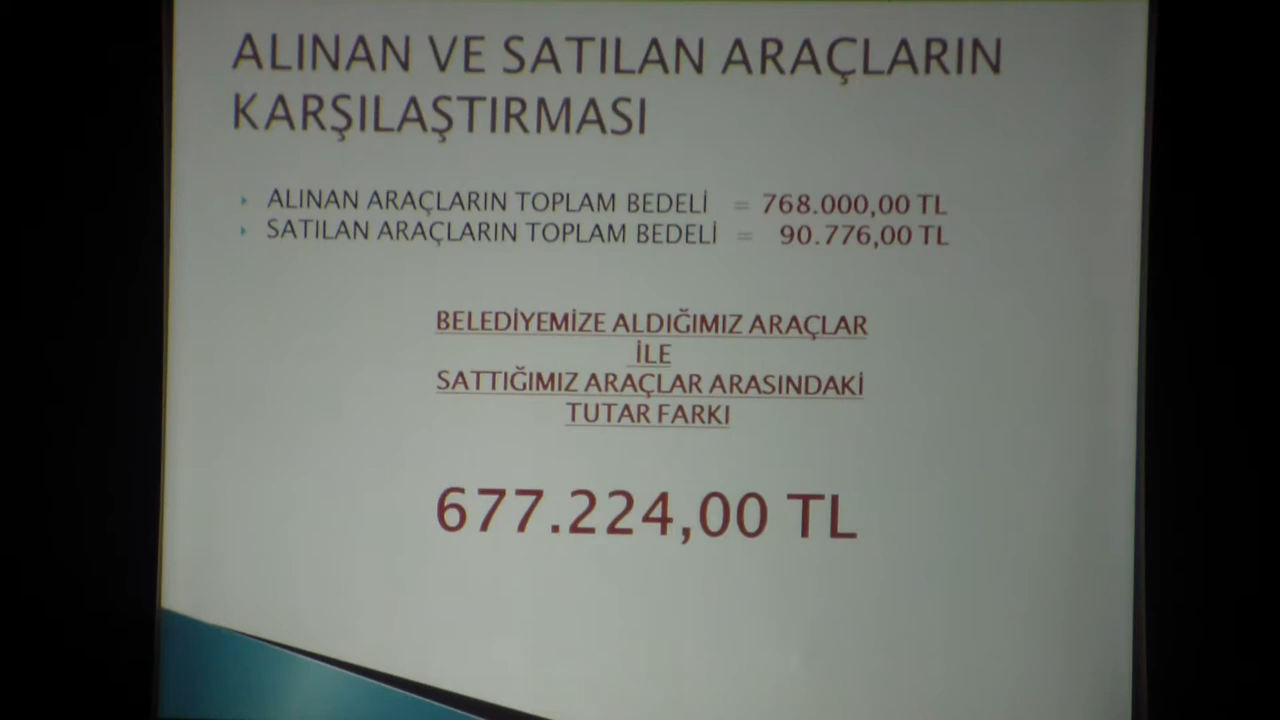 ALINAN VE SATILAN ARAÇLARIN
KARŞILAŞTIRMASI
ALINAN ARAÇLARIN TOPLAM BEDELİ = 768.000,00 TL
SATILAN ARAÇLARIN TOPLAM BEDELİ = 90.776,00 TL
BELEDİYEMİZE ALDIĞIMIZ ARAÇLAR
İLE
SATTIĞIMIZ ARAÇLAR ARASINDAKİ
TUTAR FARKI
677.224,00 TL